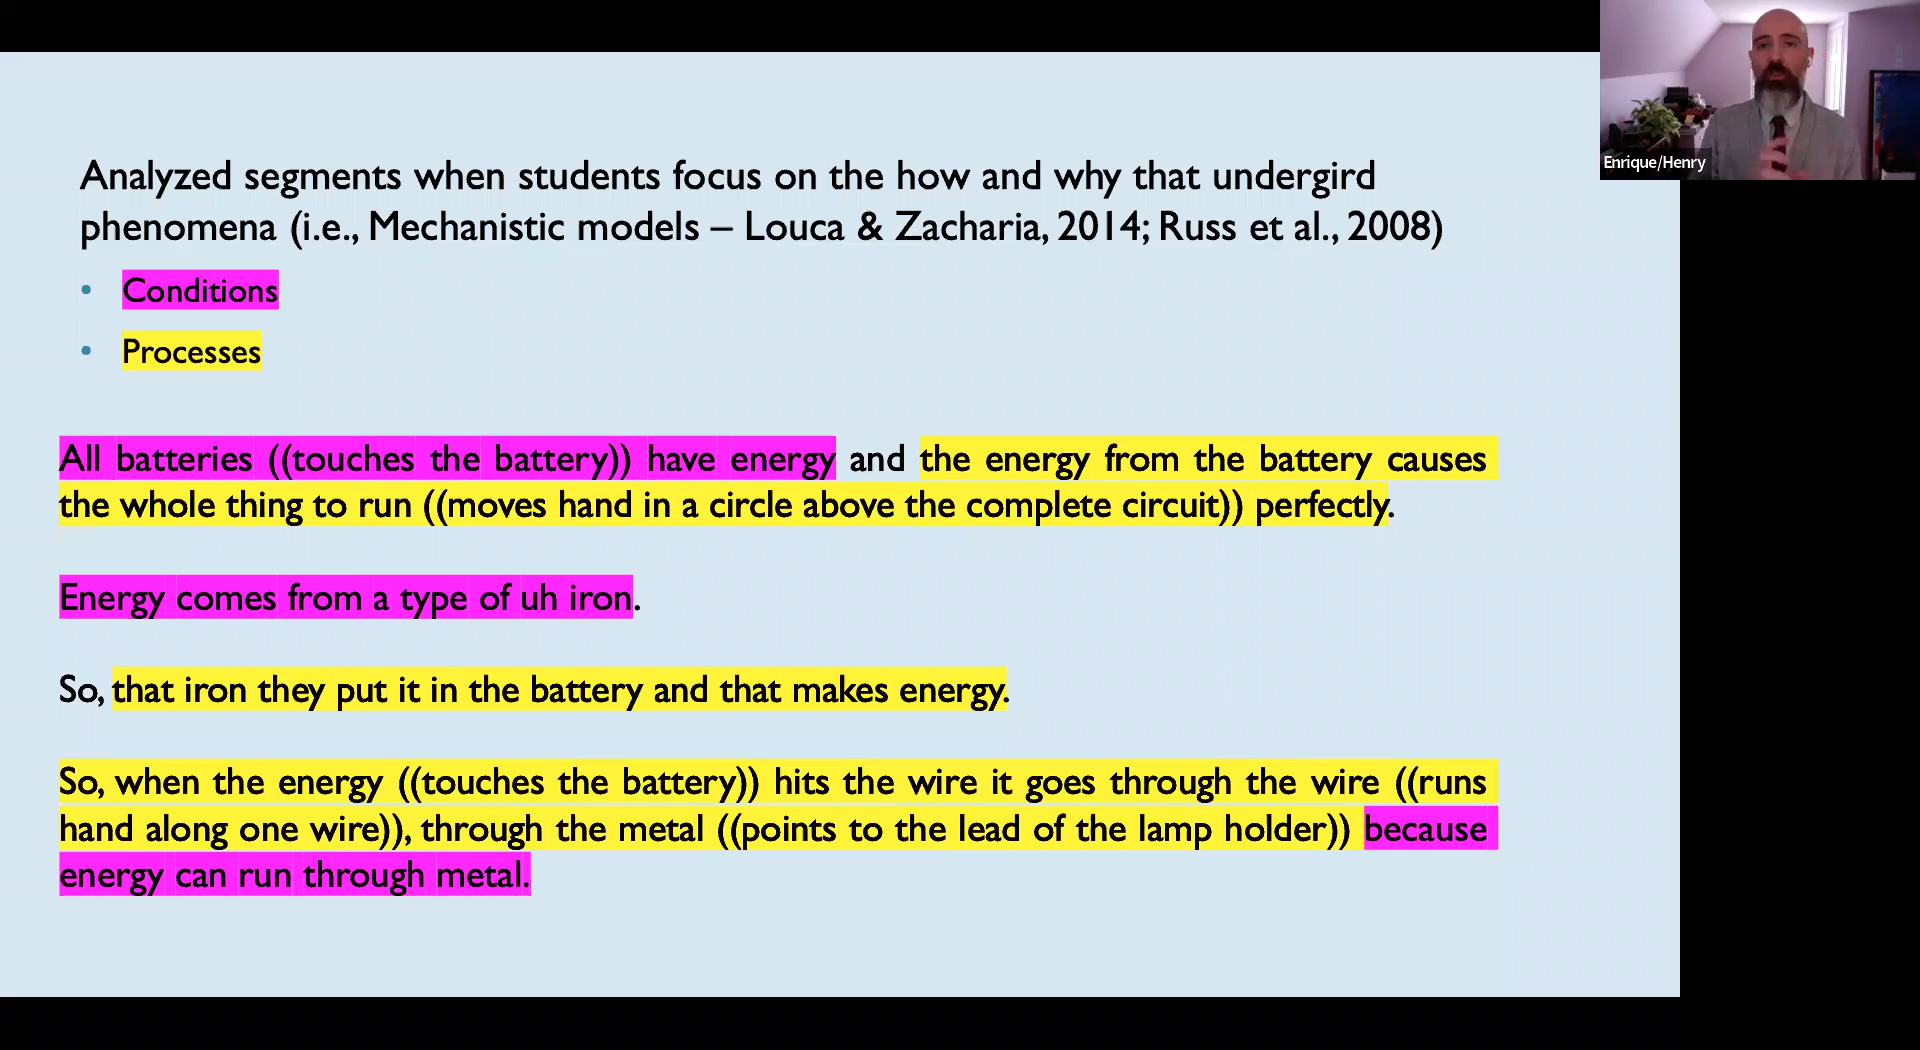 Enrique/Henry
Analyzed segments when students focus on the how and why that undergird
phenomena (i.e., Mechanistic models – Louca & Zacharia, 2014; Russ et al., 2008)
• Conditions
• Processes
All batteries ((touches the battery)) have energy and the energy from the battery causes
the whole thing to run ((moves hand in a circle above the complete circuit)) perfectly.
Energy comes from a type of uh iron.
So, that iron they put it in the battery and that makes energy.
So, when the energy ((touches the battery)) hits the wire it goes through the wire ((runs
hand along one wire)), through the metal ((points to the lead of the lamp holder)) because
energy can run through metal.